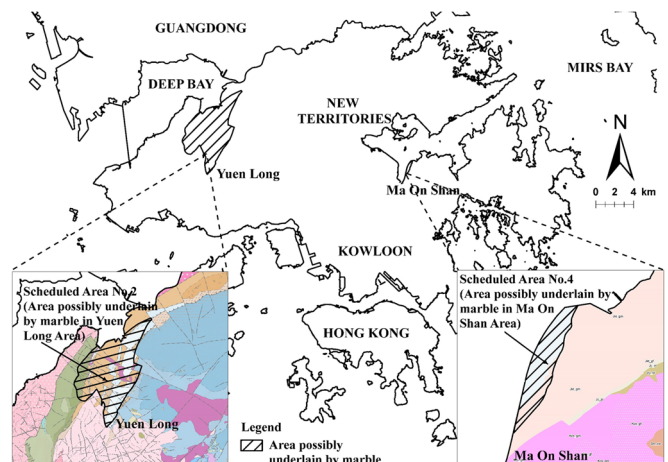 GUANGDONG
DEEP BAY
MIRS BAY
NEW
TERRITORIES
N
Yuen Long
Ma On Shan
0 2 4 km
KOWLOON
Scheduled Area No.2
(Area possibly underlain
by marble in Yuen
Long Area)
Yuen Long
HONG KONG
Scheduled Area No.4
(Area possibly underlain by
marble in Ma On
Shan Area)
Ma On Shan
Legend
Area possibly
underlain by marble